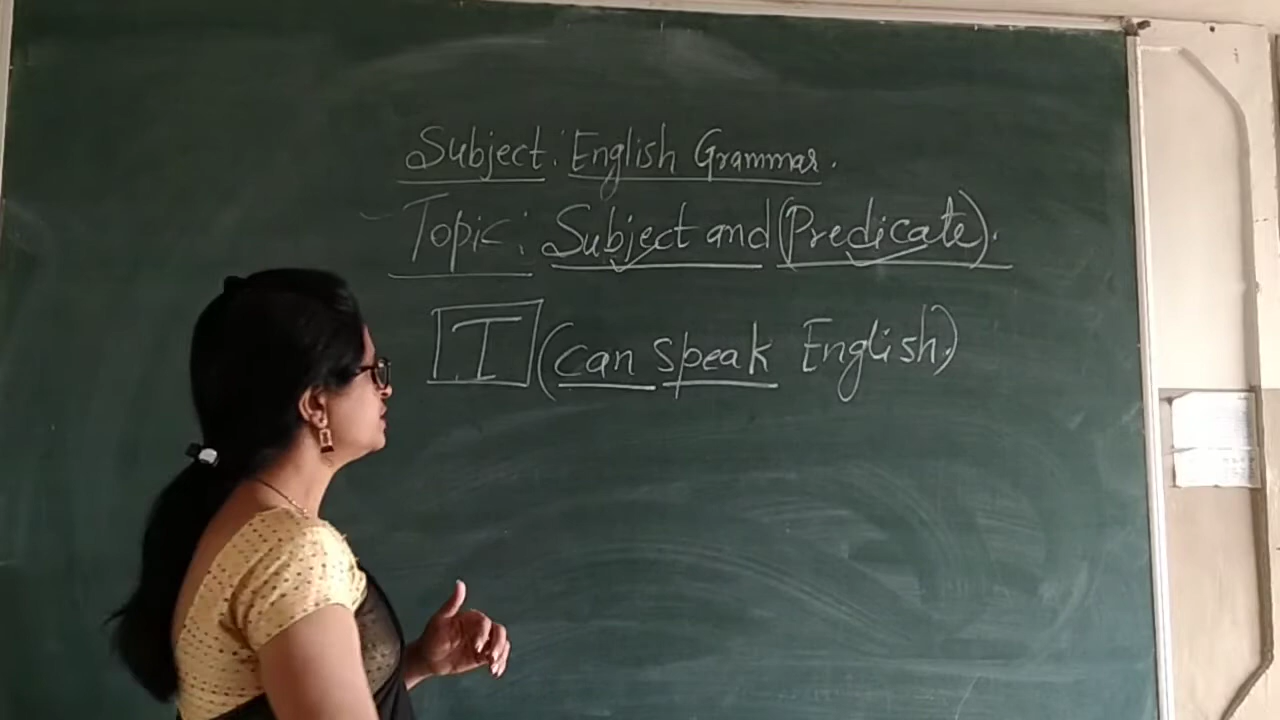 Subject: English Grammar.
Topic: Subject and (Predicate).
I (can speak English.)